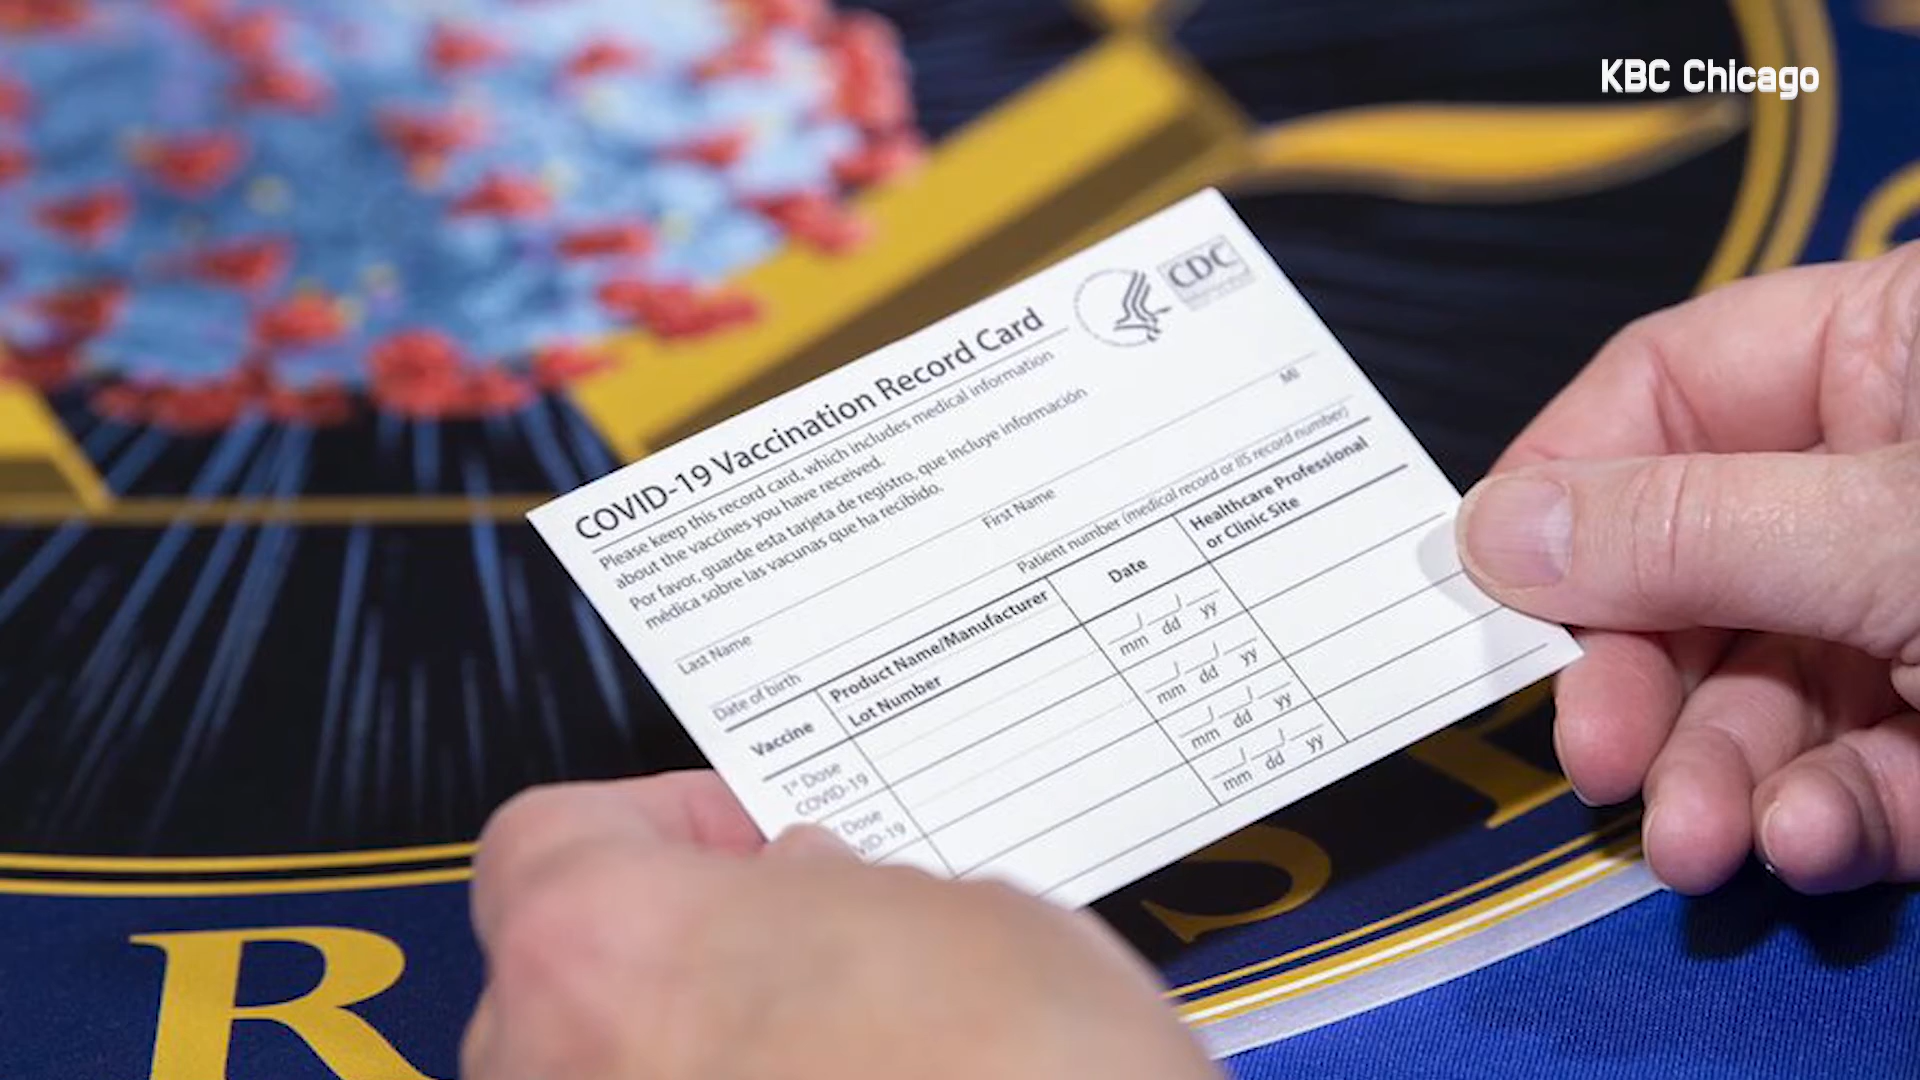 KBC Chicago
CDC
COVID-19 Vaccination Record Card
Please keep this record card, which includes medical information
about the vaccines you have received.
Por favor, guarde esta tarjeta de registro, que incluye información
médica sobre las vacunas que ha recibido.
Last Name First Name MI
Date of birth Patient number (medical record or IIS record number)
Vaccine Product Name/Manufacturer Date Healthcare Professional
Lot Number or Clinic Site
1st Dose
COVID-19
mm dd yy
Dose
VID-19
mm dd yy
mm dd yy
mm dd yy
R
S